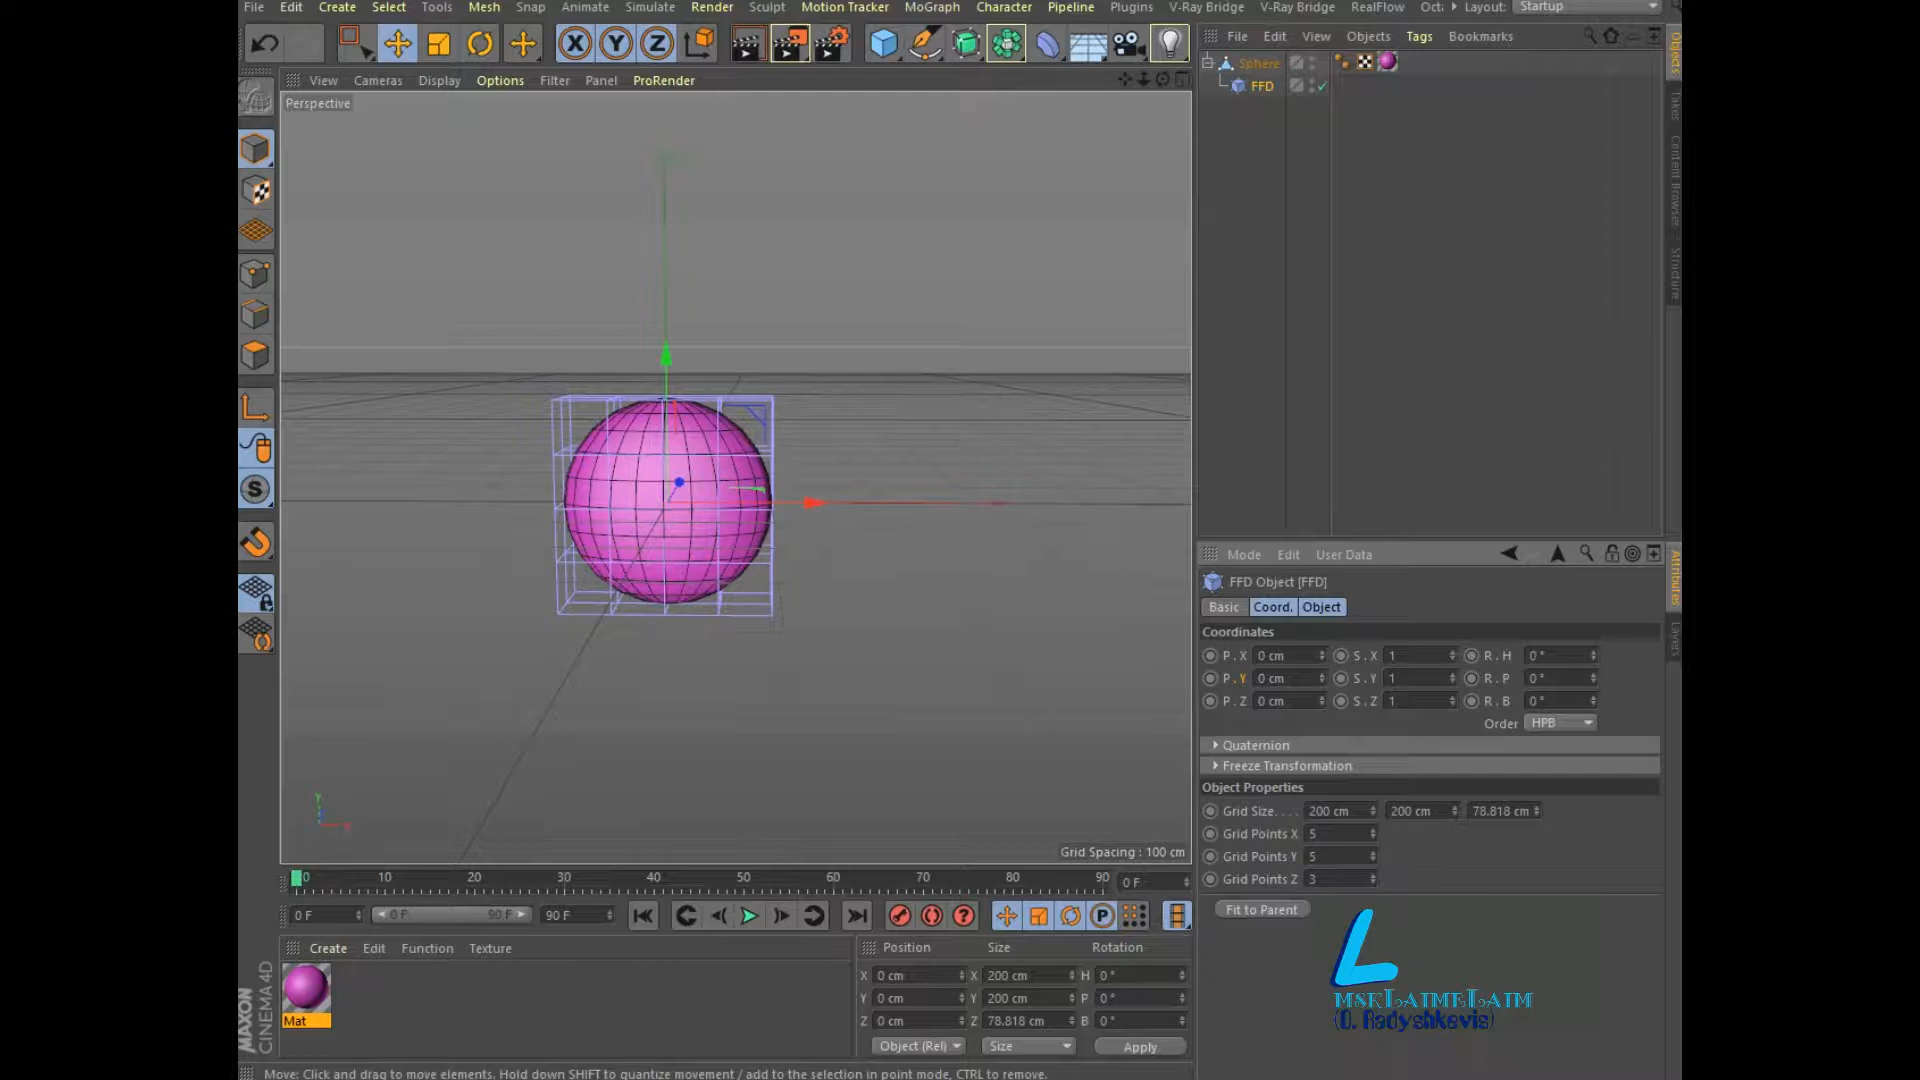 File Edit Create Select Tools Mesh Snap Animate Simulate Render Sculpt Motion Tracker MoGraph Character Pipeline Plugins V-Ray Bridge V-Ray Bridge RealFlow Octa Layout: Startup
File Edit View Objects Tags Bookmarks
View Cameras Display Options Filter Panel ProRender
X Y Z
Sphere
FFD
Perspective
Objects
Takes
Content Browser
Structure
S
Mode Edit User Data
FFD Object [FFD]
Basic Coord. Object
Attributes
Layers
Coordinates
P . X 0 cm S . X 1 R . H 0 °
P . Y 0 cm S . Y 1 R . P 0 °
P . Z 0 cm S . Z 1 R . B 0 °
Order HPB
Quaternion
Freeze Transformation
Object Properties
Grid Size. . . . 200 cm 200 cm 78.818 cm
Grid Points X 5
Grid Points Y 5
Grid Points Z 3
Fit to Parent
Y
X
Grid Spacing : 100 cm
0 10 20 30 40 50 60 70 80 90 0 F
0 F 0 F 90 F 90 F
P
Create Edit Function Texture
Mat
Position Size Rotation
X 0 cm X 200 cm H 0 °
Y 0 cm Y 200 cm P 0 °
Z 0 cm Z 78.818 cm B 0 °
Object (Rel) Size Apply
MAXON
CINEMA 4D
(O. Radyshkevis)
Move: Click and drag to move elements. Hold down SHIFT to quantize movement / add to the selection in point mode, CTRL to remove.